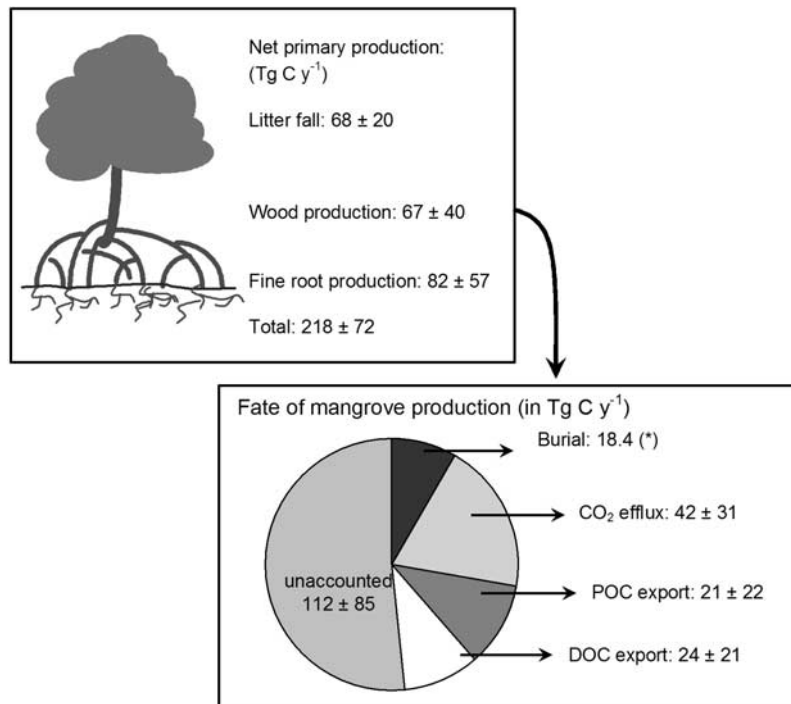 Net primary production:
(Tg C y⁻¹)
Litter fall: 68 ± 20
Wood production: 67 ± 40
Fine root production: 82 ± 57
Total: 218 ± 72
Fate of mangrove production (in Tg C y⁻¹)
Burial: 18.4 (*)
CO₂ efflux: 42 ± 31
unaccounted
112 ± 85
POC export: 21 ± 22
DOC export: 24 ± 21